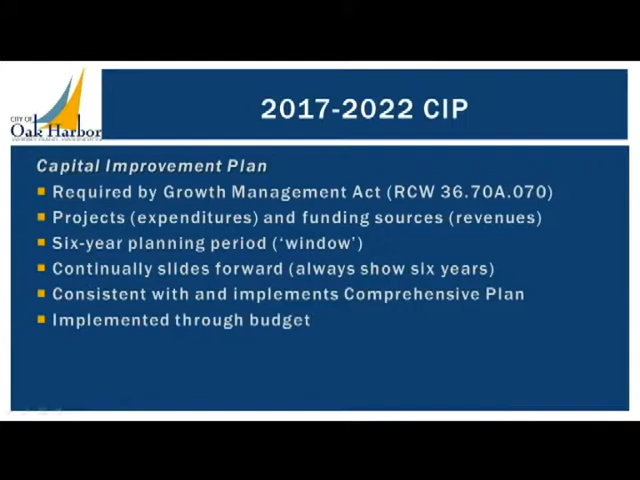 2017-2022 CIP
CITY OF
Oak Harbor
Capital Improvement Plan
Required by Growth Management Act (RCW 36.70A.070)
Projects (expenditures) and funding sources (revenues)
Six-year planning period (‘window’)
Continually slides forward (always show six years)
Consistent with and implements Comprehensive Plan
Implemented through budget